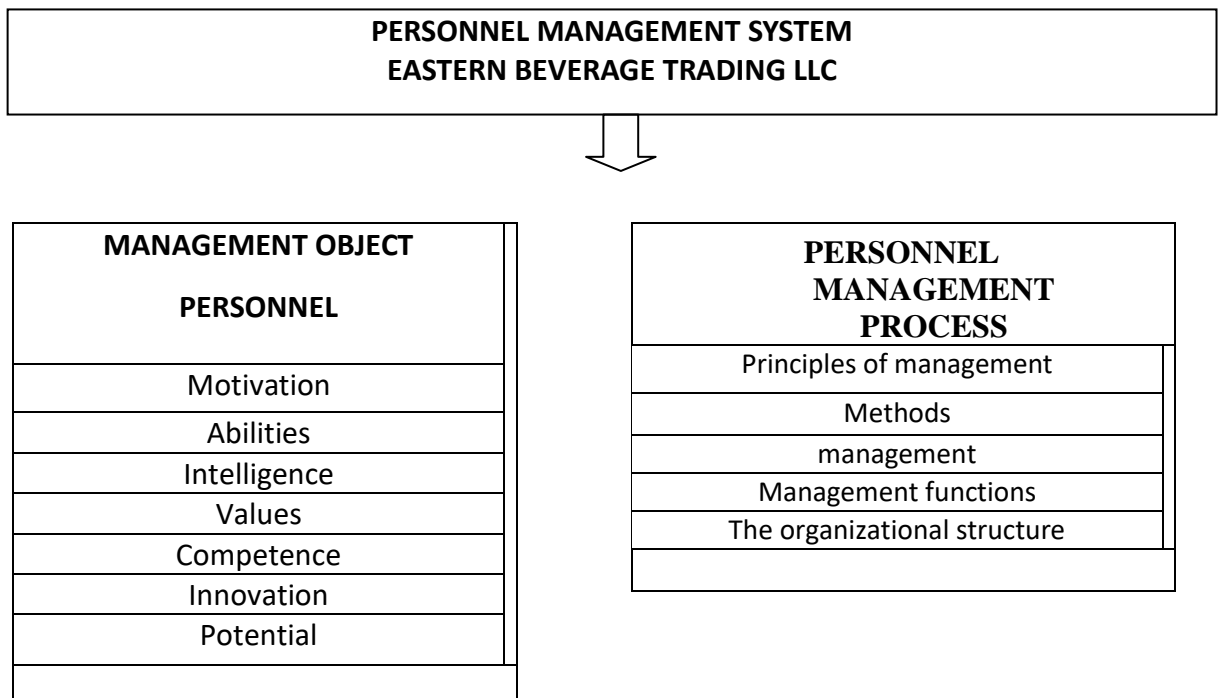 PERSONNEL MANAGEMENT SYSTEM
EASTERN BEVERAGE TRADING LLC
MANAGEMENT OBJECT
PERSONNEL
Motivation
Abilities
Intelligence
Values
Competence
Innovation
Potential
PERSONNEL
MANAGEMENT
PROCESS
Principles of management
Methods
management
Management functions
The organizational structure